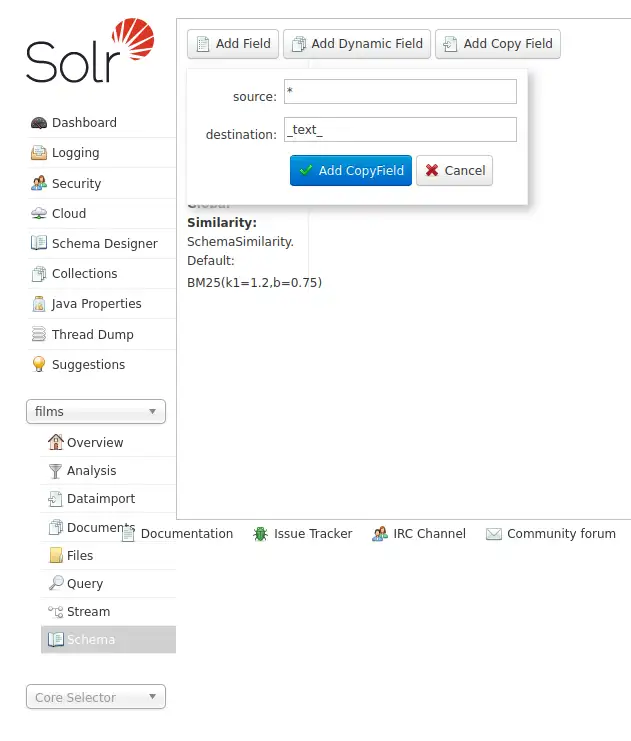 Solr
Add Field
Add Dynamic Field
Add Copy Field
source: *
destination: _text_
Add CopyField
Cancel
Global
Similarity:
SchemaSimilarity.
Default:
BM25(k1=1.2,b=0.75)
Dashboard
Logging
Security
Cloud
Schema Designer
Collections
Java Properties
Thread Dump
Suggestions
films
Overview
Analysis
Dataimport
Documents
Files
Query
Stream
Schema
Core Selector
Documentation
Issue Tracker
IRC Channel
Community forum